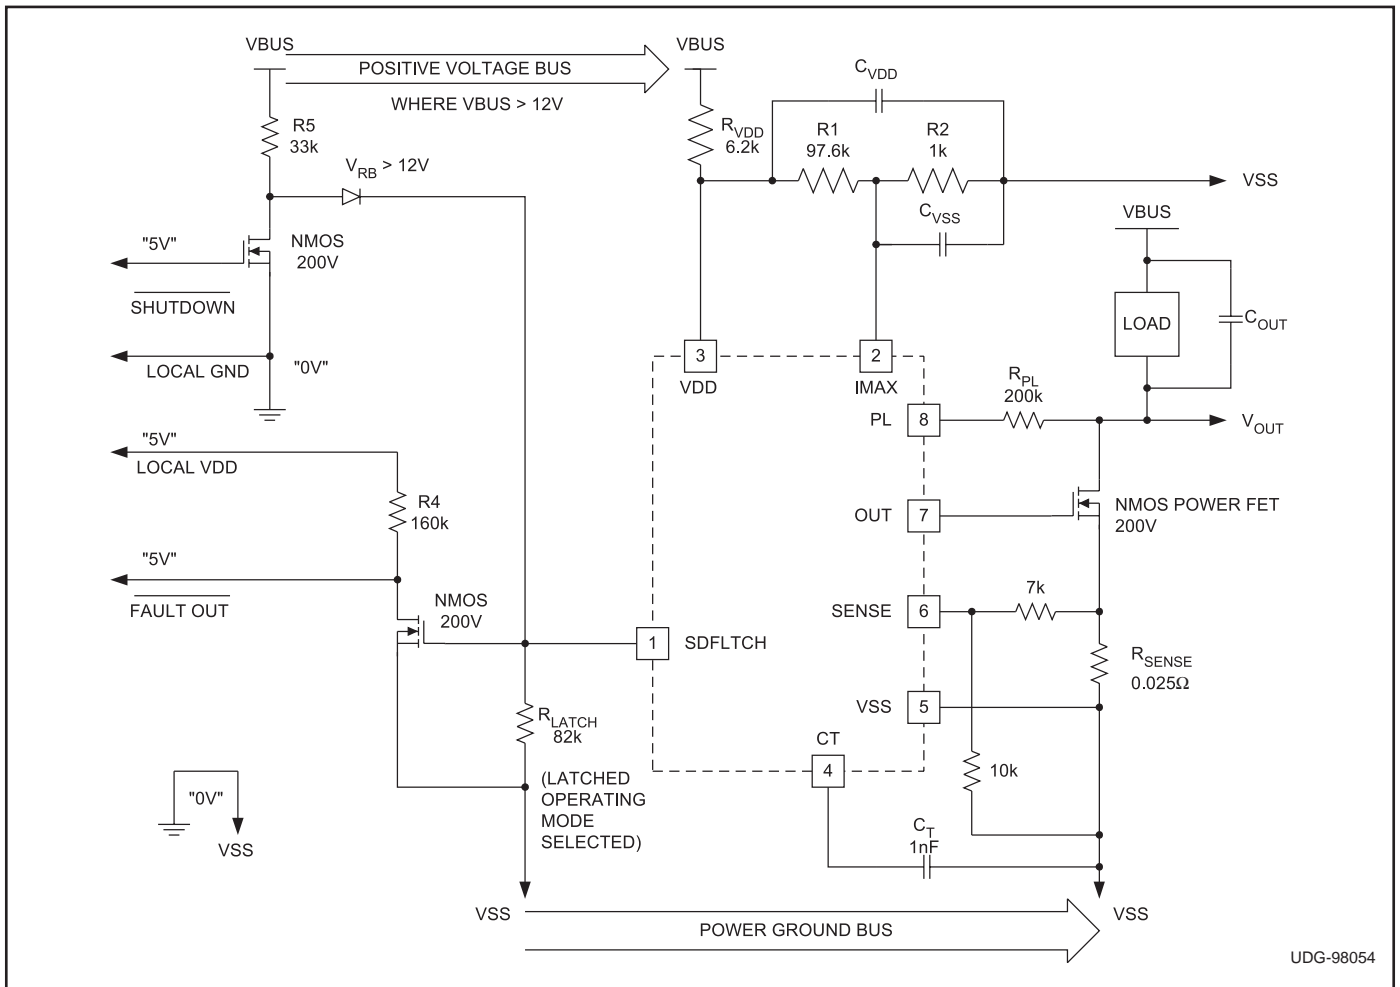 VBUS
POSITIVE VOLTAGE BUS
WHERE VBUS > 12V
VBUS
R5
33k
V_RB > 12V
R_VDD
6.2k
C_VDD
R1
97.6k
R2
1k
C_VSS
VSS
"5V"
NMOS
200V
SHUTDOWN
LOCAL GND
"0V"
VBUS
LOAD
C_OUT
3
VDD
2
IMAX
PL
8
R_PL
200k
V_OUT
"5V"
LOCAL VDD
R4
160k
OUT
7
NMOS POWER FET
200V
"5V"
FAULT OUT
NMOS
200V
SENSE
6
7k
1
SDFLTCH
R_SENSE
0.025Ω
VSS
5
R_LATCH
82k
CT
4
10k
(LATCHED
OPERATING
MODE
SELECTED)
"0V"
VSS
C_T
1nF
VSS
POWER GROUND BUS
VSS
UDG-98054